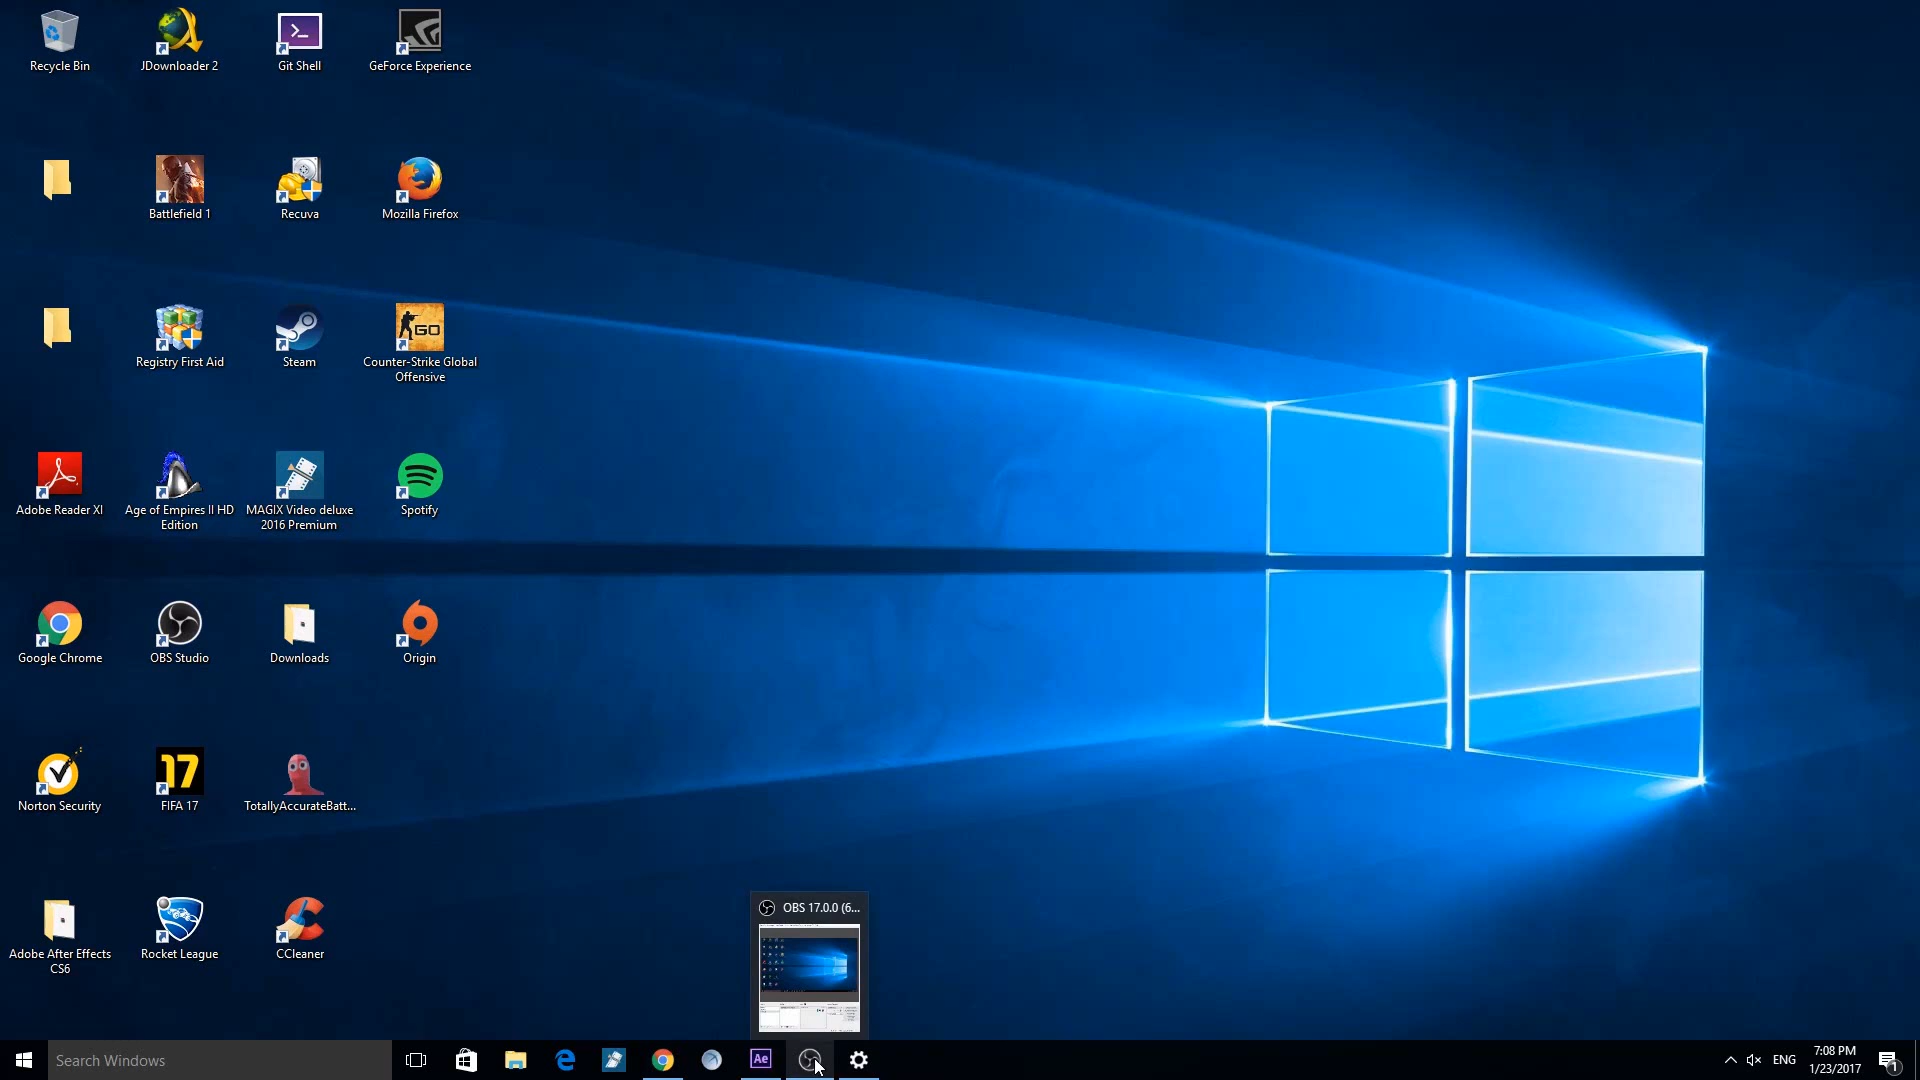 Recycle Bin
JDownloader 2
Git Shell
GeForce Experience
Battlefield 1
Recuva
Mozilla Firefox
Registry First Aid
Steam
GO
Counter-Strike Global
Offensive
Adobe Reader XI
Age of Empires II HD
Edition
MAGIX Video deluxe
2016 Premium
Spotify
Google Chrome
OBS Studio
Downloads
Origin
17
Norton Security
FIFA 17
TotallyAccurateBatt...
Adobe After Effects
CS6
Rocket League
CCleaner
OBS 17.0.0 (6...
Search Windows
Ae
ENG
7:08 PM
1/23/2017
1